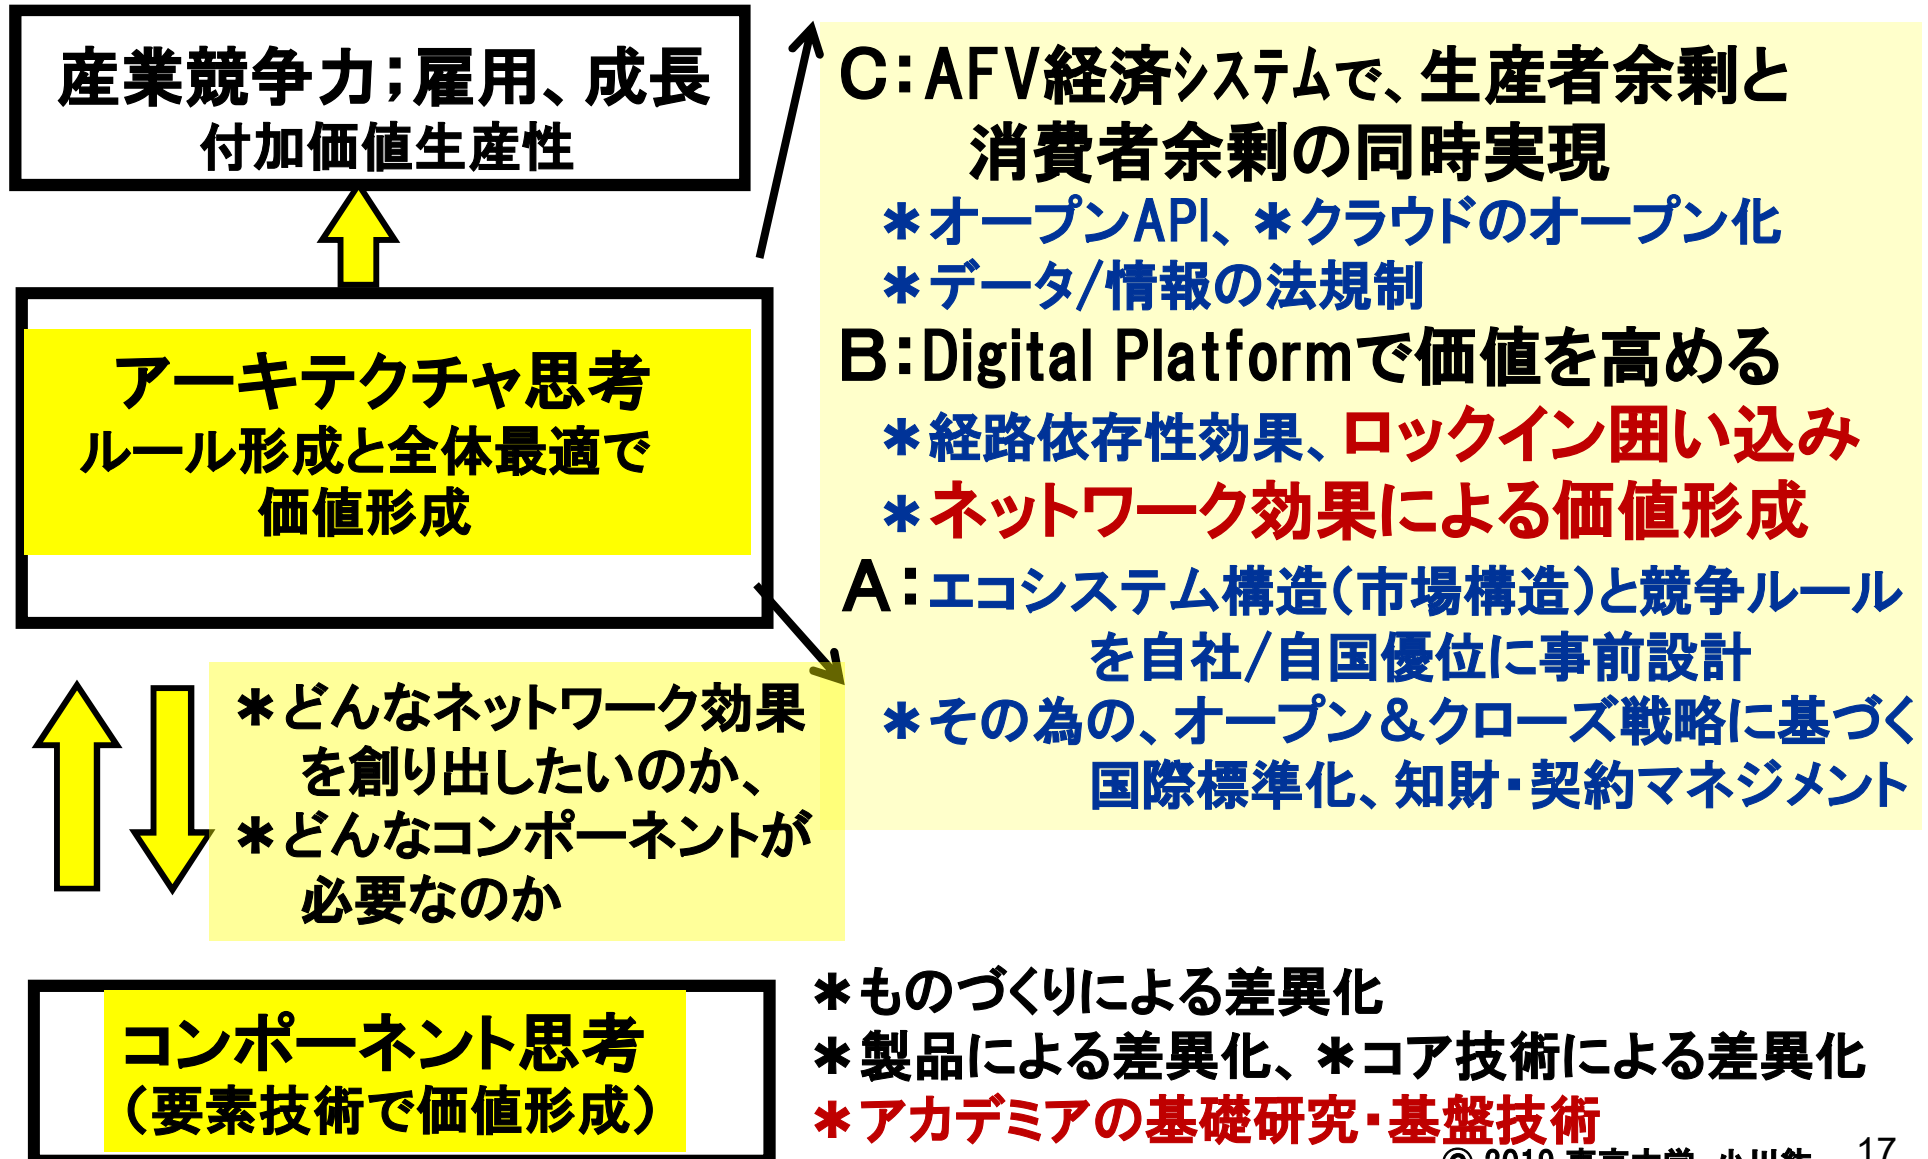 産業競争力；雇用、成長
付加価値生産性
アーキテクチャ思考
ルール形成と全体最適で
価値形成
＊どんなネットワーク効果
を創り出したいのか、
＊どんなコンポーネントが
必要なのか
コンポーネント思考
（要素技術で価値形成）
C：AFV経済システムで、生産者余剰と
消費者余剰の同時実現
＊オープンAPI、＊クラウドのオープン化
＊データ/情報の法規制
B：Digital Platformで価値を高める
＊経路依存性効果、ロックイン囲い込み
＊ネットワーク効果による価値形成
A：エコシステム構造（市場構造）と競争ルール
を自社/自国優位に事前設計
＊その為の、オープン＆クローズ戦略に基づく
国際標準化、知財・契約マネジメント
＊ものづくりによる差異化
＊製品による差異化、＊コア技術による差異化
＊アカデミアの基礎研究・基盤技術
© 2019 東京大学 小川紘
17